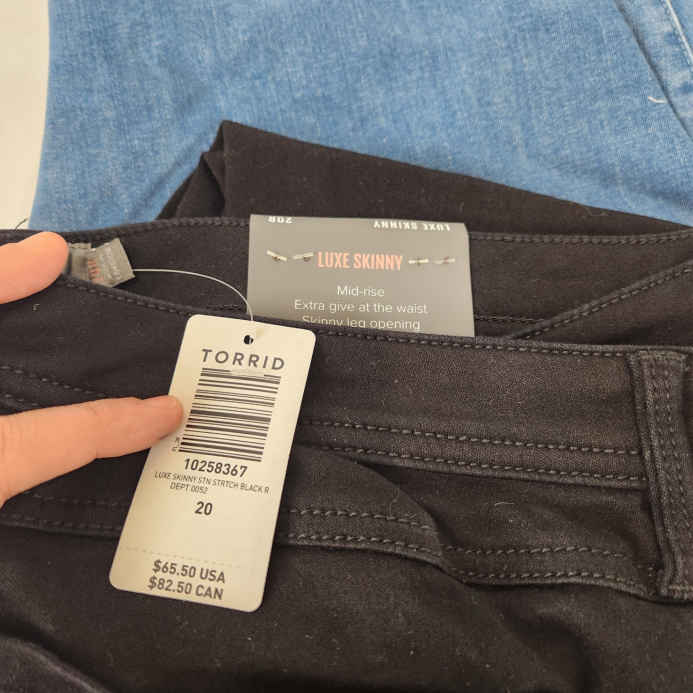 20R
LUXE SKINNY
LUXE SKINNY
Mid-rise
Extra give at the waist
Skinny leg opening
TORRID
10258367
LUXE SKINNY STN STRTCH BLACK R
DEPT:0052
20
$65.50 USA
$82.50 CAN